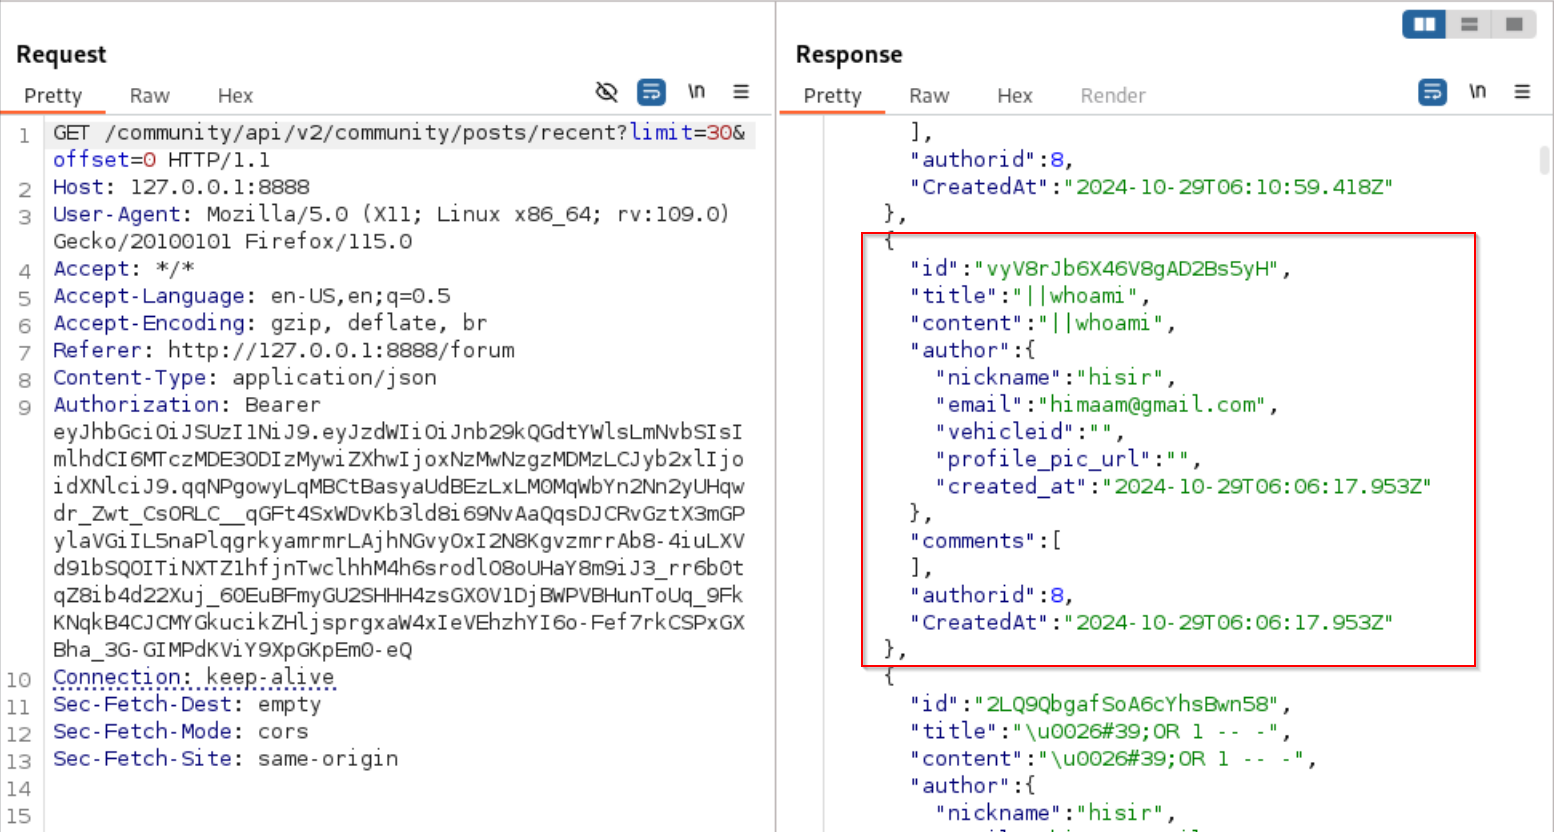 Request
Pretty Raw Hex \n
1 GET /community/api/v2/community/posts/recent?limit=30&
offset=0 HTTP/1.1
2 Host: 127.0.0.1:8888
3 User-Agent: Mozilla/5.0 (X11; Linux x86_64; rv:109.0)
Gecko/20100101 Firefox/115.0
4 Accept: */*
5 Accept-Language: en-US,en;q=0.5
6 Accept-Encoding: gzip, deflate, br
7 Referer: http://127.0.0.1:8888/forum
8 Content-Type: application/json
9 Authorization: Bearer
eyJhbGciOiJSUzI1NiJ9.eyJzdWIiOiJnb29kQGdtYWlsLmNvbSIsI
mlhdCI6MTczMDE3ODIzMywiZXhwIjoxNzMwNzgzMDMzLCJyb2xlIjo
idXNlciJ9.qqNPgowyLqMBCtBasyaUdBEzLxLM0MqWbYn2Nn2yUHqw
dr_Zwt_CsORLC__qGFt4SxWDvKb3ld8i69NvAaQqsDJCRvGztX3mGP
ylaVGiIL5naPlqgrkyamrmrLAjhNGvyOxI2N8KgvzmrrAb8-4iuLXV
d91bSQ0ITiNXTZ1hfjnTwclhhM4h6srodlO8oUHaY8m9iJ3_rr6b0t
qZ8ib4d22Xuj_60EuBFmyGU2SHHH4zsGX0V1DjBWPVBHunToUq_9Fk
KNqkB4CJCMYGkucikZHljsprgxaW4xIeVEhzhYI6o-Fef7rkCSPxGX
Bha_3G-GIMPdKViY9XpGKpEm0-eQ
10 Connection: keep-alive
11 Sec-Fetch-Dest: empty
12 Sec-Fetch-Mode: cors
13 Sec-Fetch-Site: same-origin
14
15
Response
Pretty Raw Hex Render \n
],
"authorid":8,
"CreatedAt":"2024-10-29T06:10:59.418Z"
},
{
"id":"vyV8rJb6X46V8gAD2Bs5yH",
"title":"||whoami",
"content":"||whoami",
"author":{
"nickname":"hisir",
"email":"himaam@gmail.com",
"vehicleid":"",
"profile_pic_url":"",
"created_at":"2024-10-29T06:06:17.953Z"
},
"comments":[
],
"authorid":8,
"CreatedAt":"2024-10-29T06:06:17.953Z"
},
{
"id":"2LQ9QbgafSoA6cYhsBwn58",
"title":"\u0026#39;OR 1 -- -",
"content":"\u0026#39;OR 1 -- -",
"author":{
"nickname":"hisir",